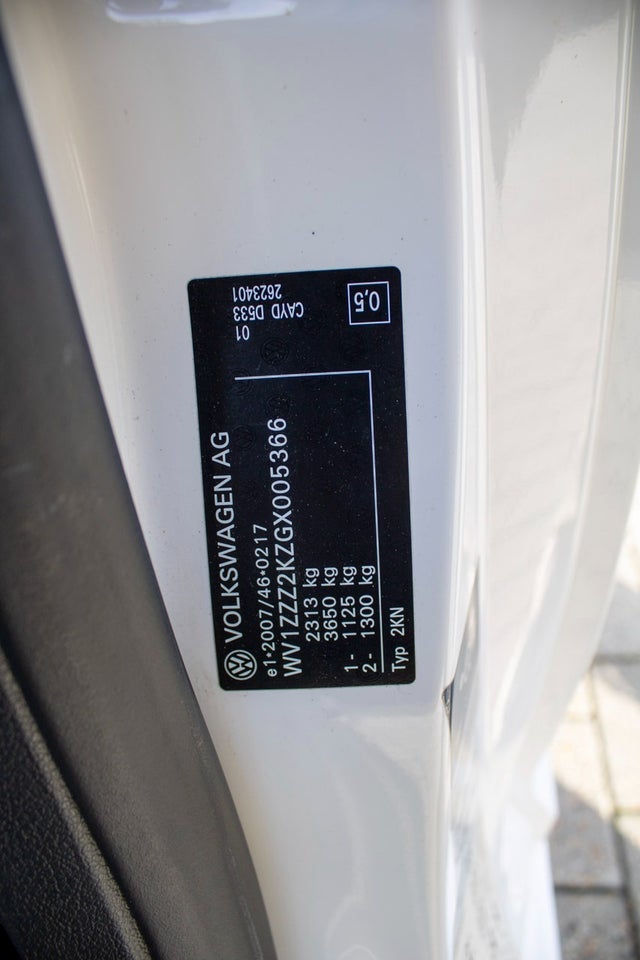 VOLKSWAGEN AG
e1*2007/46*0217
WV1ZZZ2KZGX005366
2313 kg
3650 kg
1- 1125 kg
2- 1300 kg
Typ 2KN
01
CAYD D533
2623401
0,5